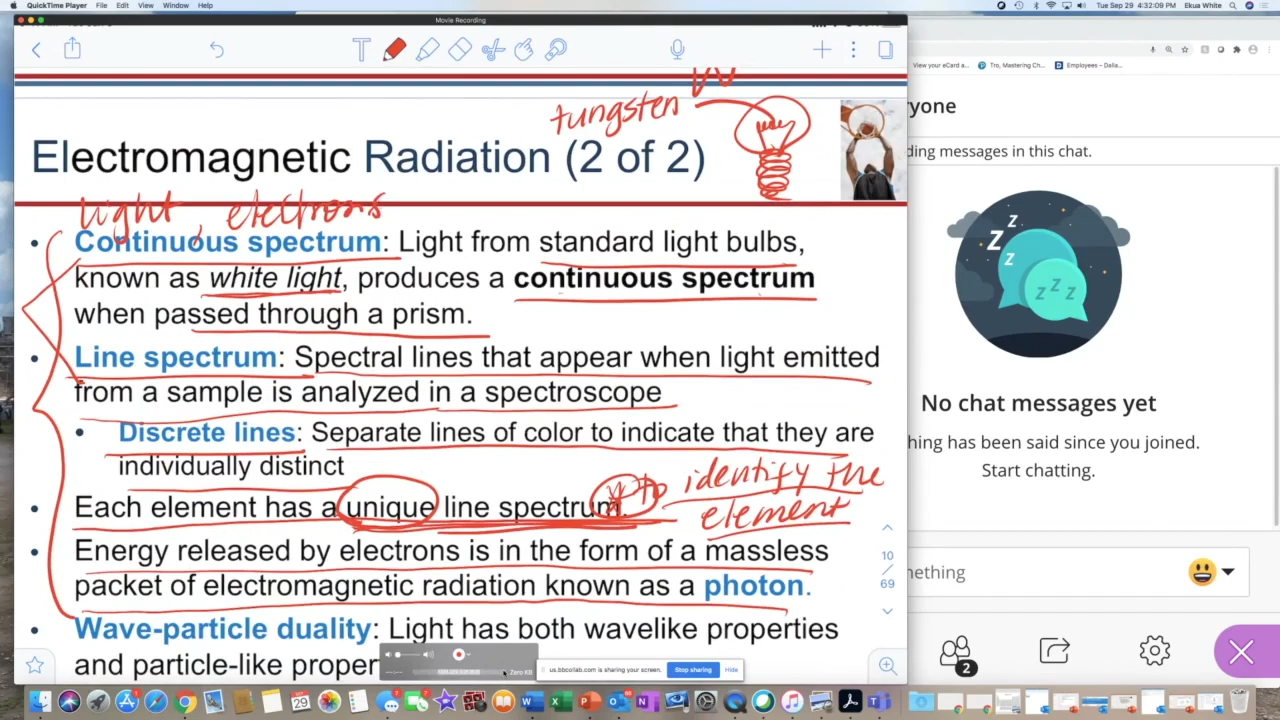 QuickTime Player File Edit View Window Help
Tue Sep 29 4:32:09 PM Ekua White
Movie Recording
View your eCard a... Tro, Mastering Ch... Employees – Dalla...
tungsten W
Electromagnetic Radiation (2 of 2)
light, electrons
• Continuous spectrum: Light from standard light bulbs,
known as white light, produces a continuous spectrum
when passed through a prism.
• Line spectrum: Spectral lines that appear when light emitted
from a sample is analyzed in a spectroscope
• Discrete lines: Separate lines of color to indicate that they are
individually distinct
identify the
• Each element has a unique line spectrum.
element
• Energy released by electrons is in the form of a massless
packet of electromagnetic radiation known as a photon.
• Wave-particle duality: Light has both wavelike properties
and particle-like proper
10
/
69
Zero KB
us.bbcollab.com is sharing your screen. Stop sharing Hide
ryone
ding messages in this chat.
z
Z
z
Z Z Z
No chat messages yet
hing has been said since you joined.
Start chatting.
mething
2